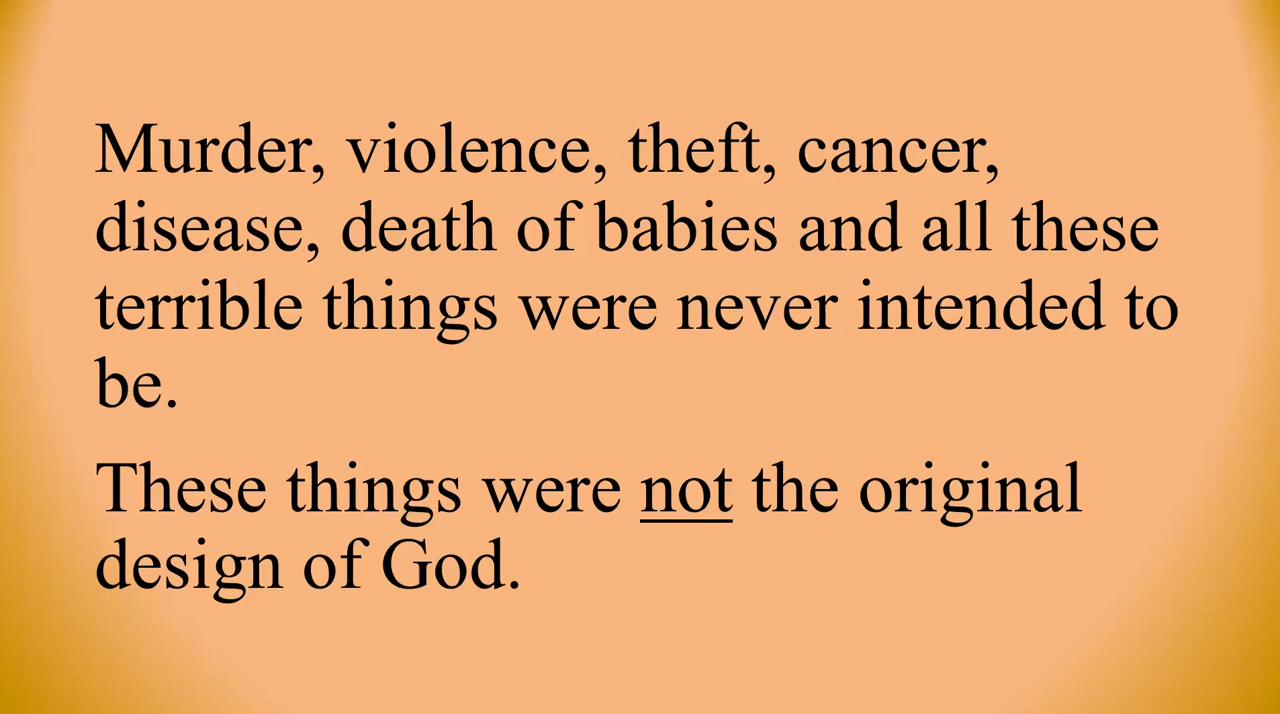 Murder, violence, theft, cancer,
disease, death of babies and all these
terrible things were never intended to
be.
These things were not the original
design of God.